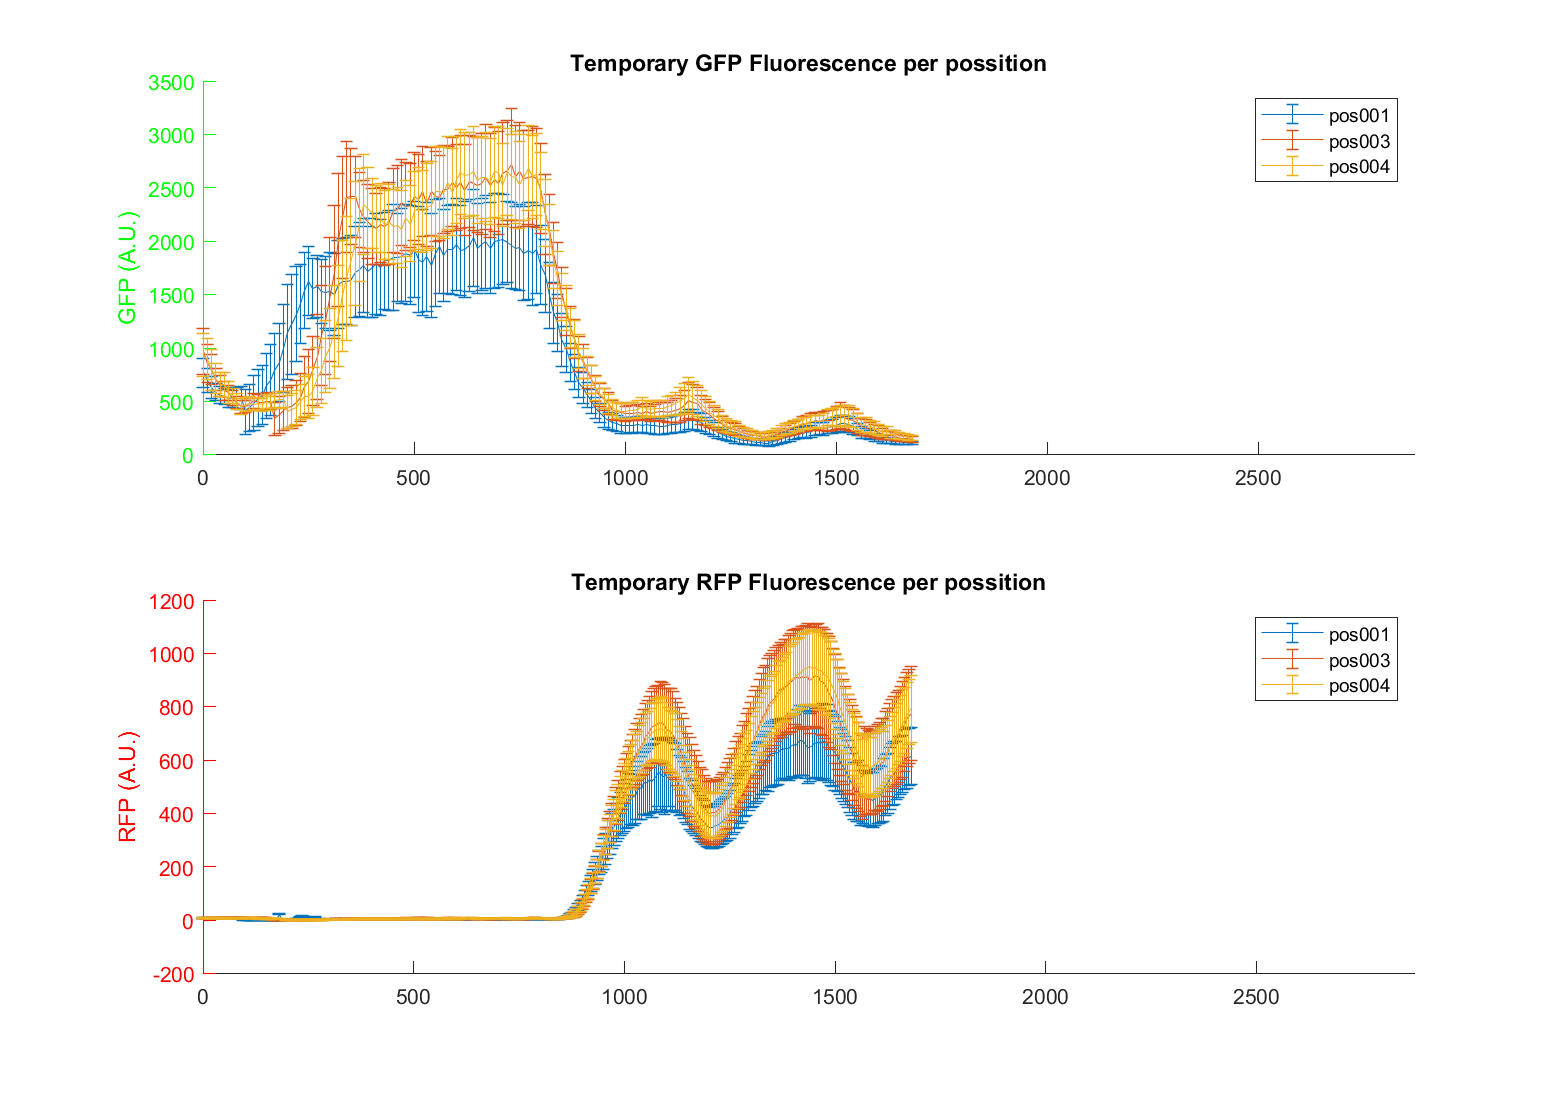 Temporary GFP Fluorescence per possition
GFP (A.U.)
3500
3000
2500
2000
1500
1000
500
0
0 500 1000 1500 2000 2500
pos001
pos003
pos004
Temporary RFP Fluorescence per possition
RFP (A.U.)
1200
1000
800
600
400
200
0
-200
0 500 1000 1500 2000 2500
pos001
pos003
pos004